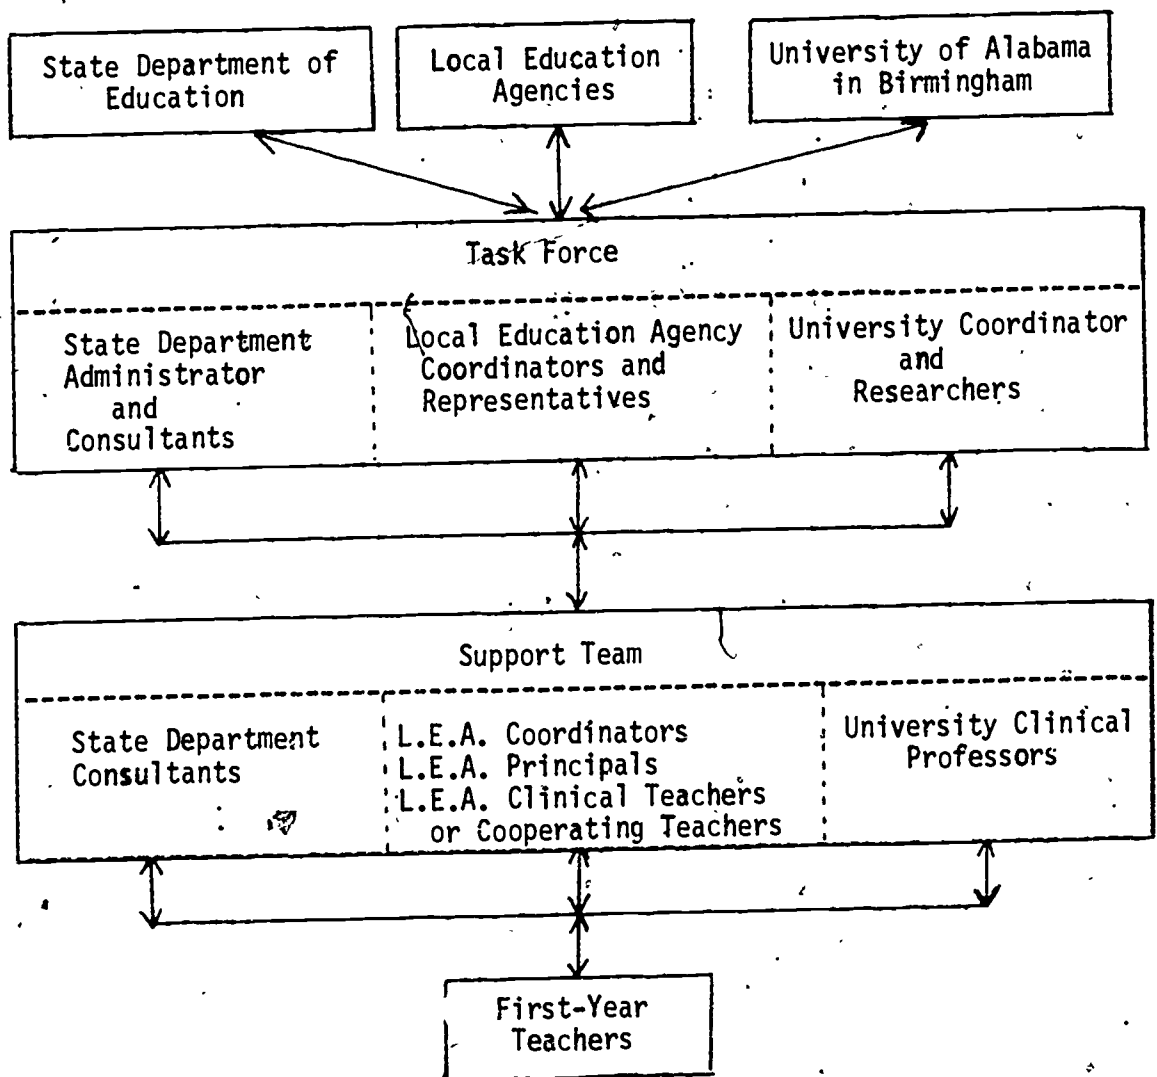 State Department of
Education
Local Education
Agencies
University of Alabama
in Birmingham
Task Force
State Department
Administrator
and
Consultants
Local Education Agency
Coordinators and
Representatives
University Coordinator
and
Researchers
Support Team
State Department
Consultants
L.E.A. Coordinators
L.E.A. Principals
L.E.A. Clinical Teachers
or Cooperating Teachers
University Clinical
Professors
First-Year
Teachers